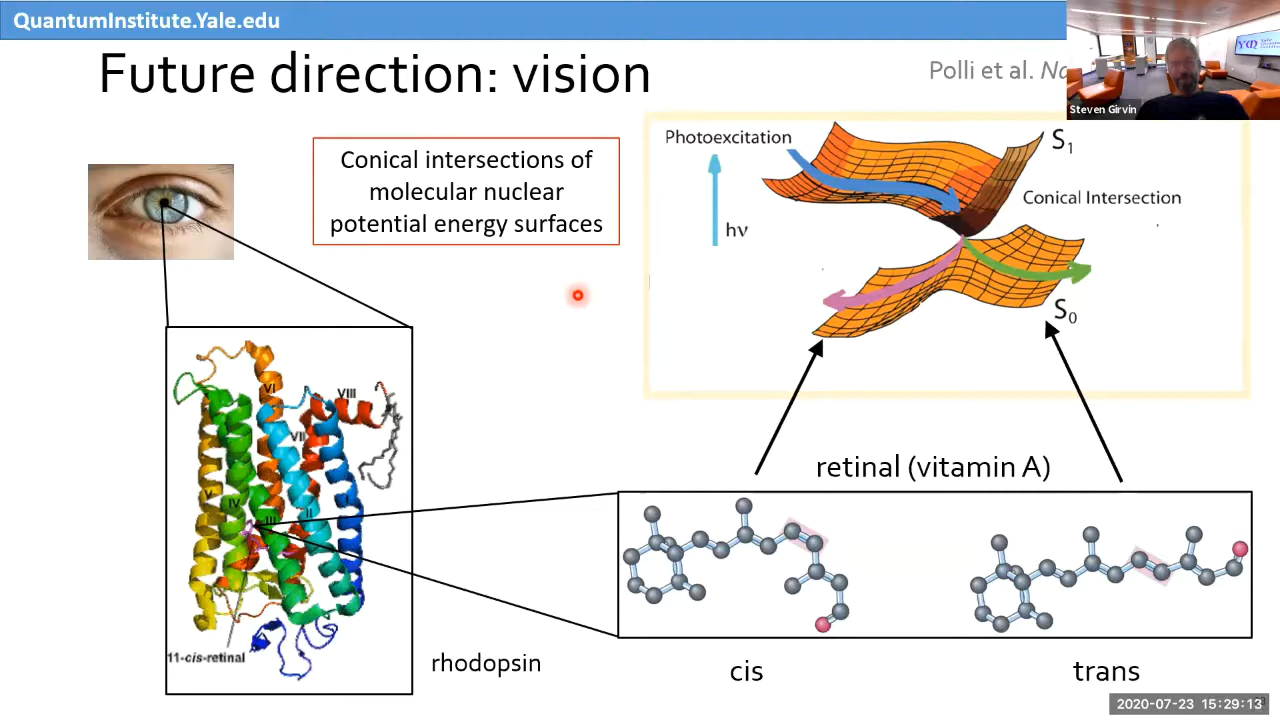 QuantumInstitute.Yale.edu
Future direction: vision
Polli et al.
Steven Girvin
Conical intersections of
molecular nuclear
potential energy surfaces
Photoexcitation
hν
S1
Conical Intersection
S0
VI
VIII
VII
V
IV
III
II
I
11-cis-retinal
rhodopsin
retinal (vitamin A)
cis
trans
2020-07-23 15:29:13